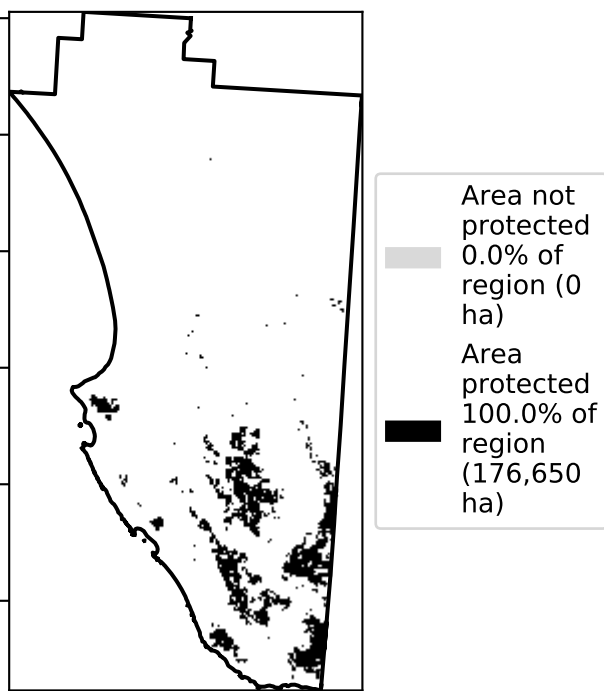 Area not
protected
0.0% of
region (0
ha)
Area
protected
100.0% of
region
(176,650
ha)